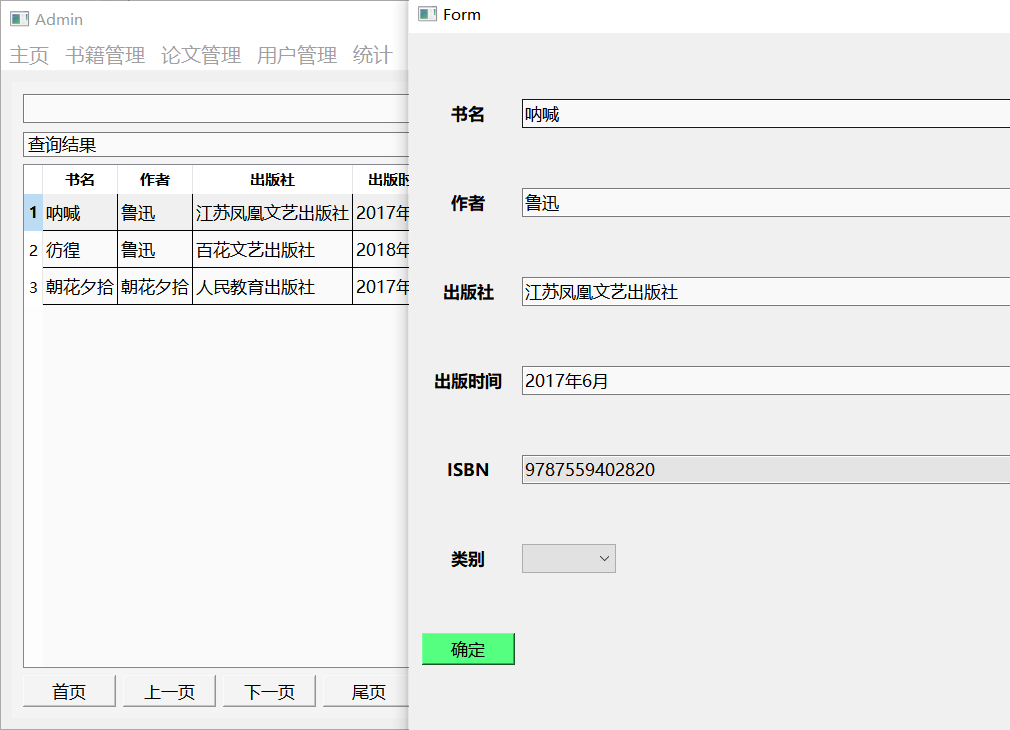 Admin
主页 书籍管理 论文管理 用户管理 统计
查询结果
书名 作者 出版社 出版时
1 呐喊 鲁迅 江苏凤凰文艺出版社 2017年
2 彷徨 鲁迅 百花文艺出版社 2018年
3 朝花夕拾 朝花夕拾 人民教育出版社 2017年
首页 上一页 下一页 尾页
Form
书名 呐喊
作者 鲁迅
出版社 江苏凤凰文艺出版社
出版时间 2017年6月
ISBN 9787559402820
类别
确定